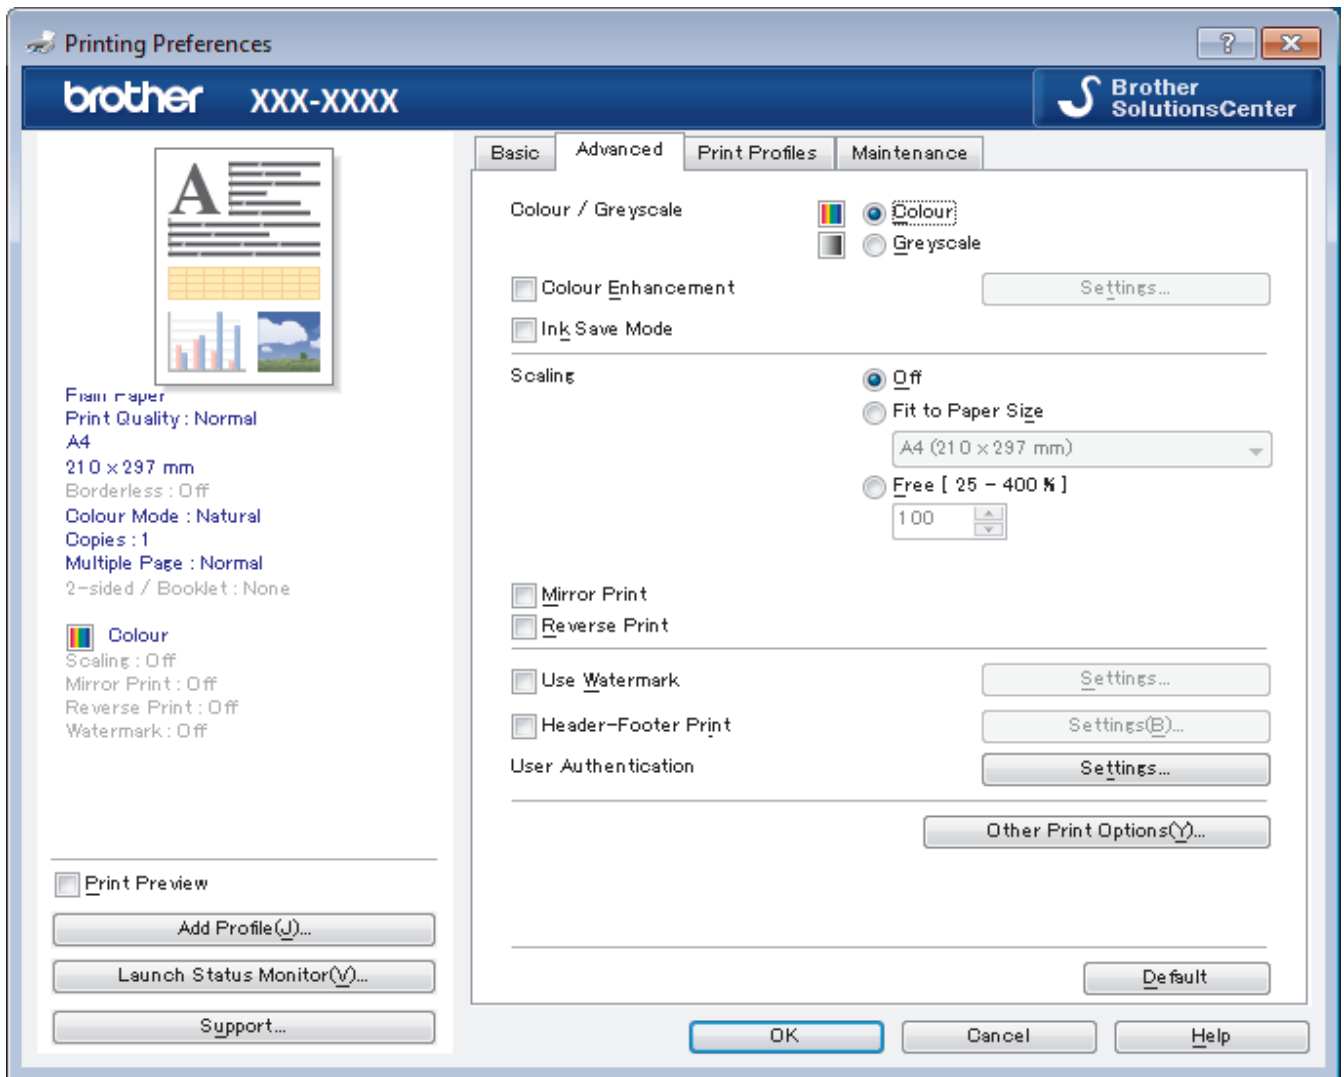 Printing Preferences
brother XXX-XXXX
Brother
SolutionsCenter
A
Plain Paper
Print Quality : Normal
A4
210 x 297 mm
Borderless : Off
Colour Mode : Natural
Copies : 1
Multiple Page : Normal
2-sided / Booklet : None
Colour
Scaling : Off
Mirror Print : Off
Reverse Print : Off
Watermark : Off
Print Preview
Add Profile(J)...
Launch Status Monitor(V)...
Support...
Basic Advanced Print Profiles Maintenance
Colour / Greyscale Colour
Greyscale
Colour Enhancement Settings...
Ink Save Mode
Scaling Off
Fit to Paper Size
A4 (210 x 297 mm)
Free [ 25 - 400 % ]
100
Mirror Print
Reverse Print
Use Watermark Settings...
Header-Footer Print Settings(B)...
User Authentication Settings...
Other Print Options(Y)...
Default
OK Cancel Help